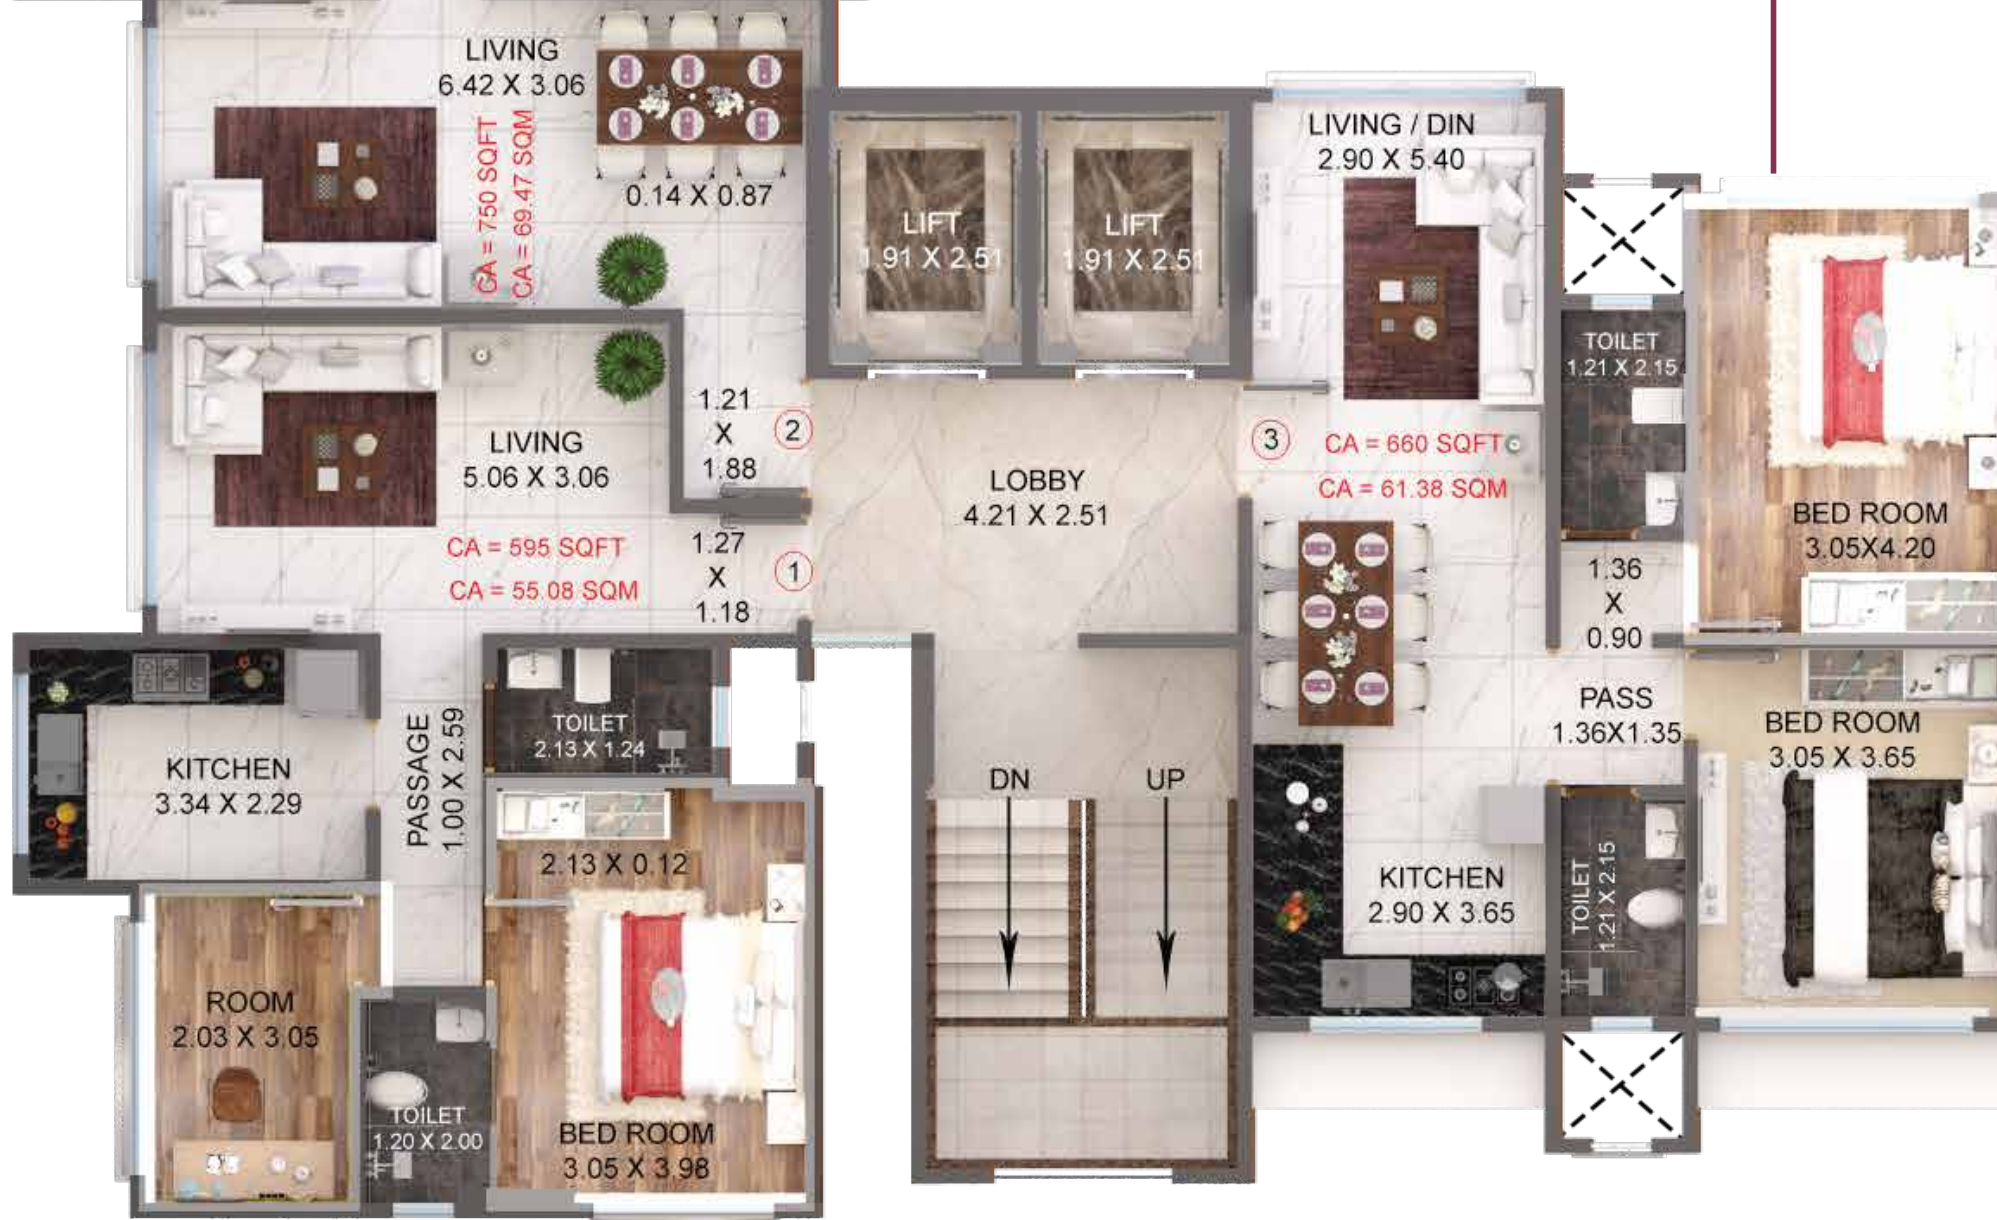 LIVING
6.42 X 3.06
CA = 750 SQFT
CA = 69.47 SQM
0.14 X 0.87
LIFT
1.91 X 2.51
LIFT
1.91 X 2.51
LIVING / DIN
2.90 X 5.40
TOILET
1.21 X 2.15
BED ROOM
3.05X4.20
LIVING
5.06 X 3.06
CA = 595 SQFT
CA = 55.08 SQM
1.21
X
1.88
2
1.27
X
1.18
1
LOBBY
4.21 X 2.51
3
CA = 660 SQFT
CA = 61.38 SQM
1.36
X
0.90
PASS
1.36X1.35
BED ROOM
3.05 X 3.65
KITCHEN
3.34 X 2.29
PASSAGE
1.00 X 2.59
TOILET
2.13 X 1.24
2.13 X 0.12
DN
UP
KITCHEN
2.90 X 3.65
TOILET
1.21 X 2.15
ROOM
2.03 X 3.05
TOILET
1.20 X 2.00
BED ROOM
3.05 X 3.98